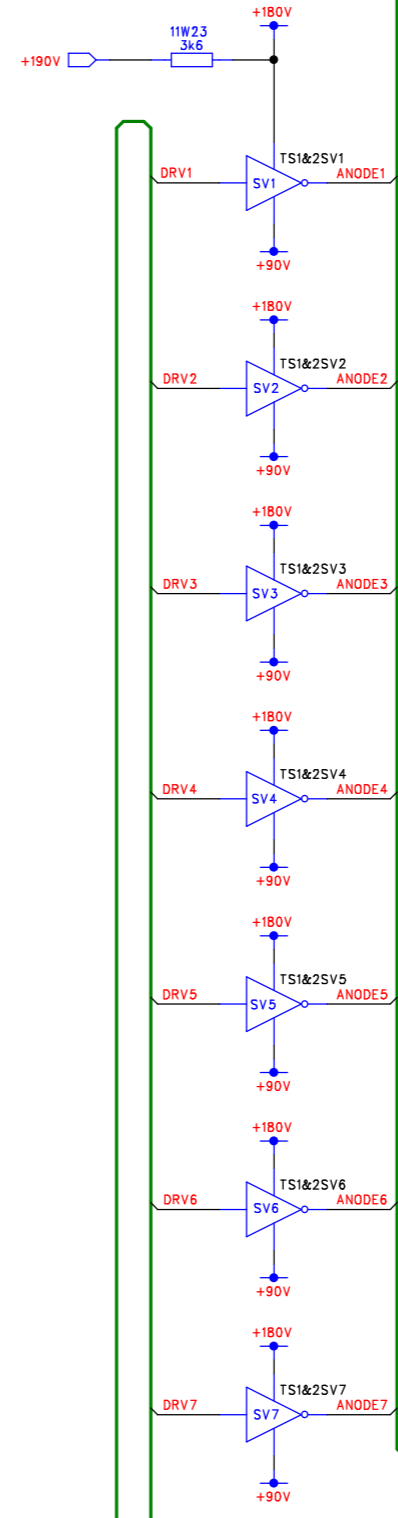 +180V
11W23
3k6
+190V
TS1&2SV1
DRV1
SV1
ANODE1
+90V
+180V
TS1&2SV2
DRV2
SV2
ANODE2
+90V
+180V
TS1&2SV3
DRV3
SV3
ANODE3
+90V
+180V
TS1&2SV4
DRV4
SV4
ANODE4
+90V
+180V
TS1&2SV5
DRV5
SV5
ANODE5
+90V
+180V
TS1&2SV6
DRV6
SV6
ANODE6
+90V
+180V
TS1&2SV7
DRV7
SV7
ANODE7
+90V